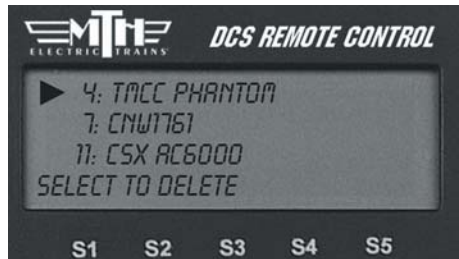 MTH
ELECTRIC TRAINS
DCS REMOTE CONTROL
4: TMCC PHANTOM
7: CNW1761
11: CSX AC6000
SELECT TO DELETE
S1 S2 S3 S4 S5